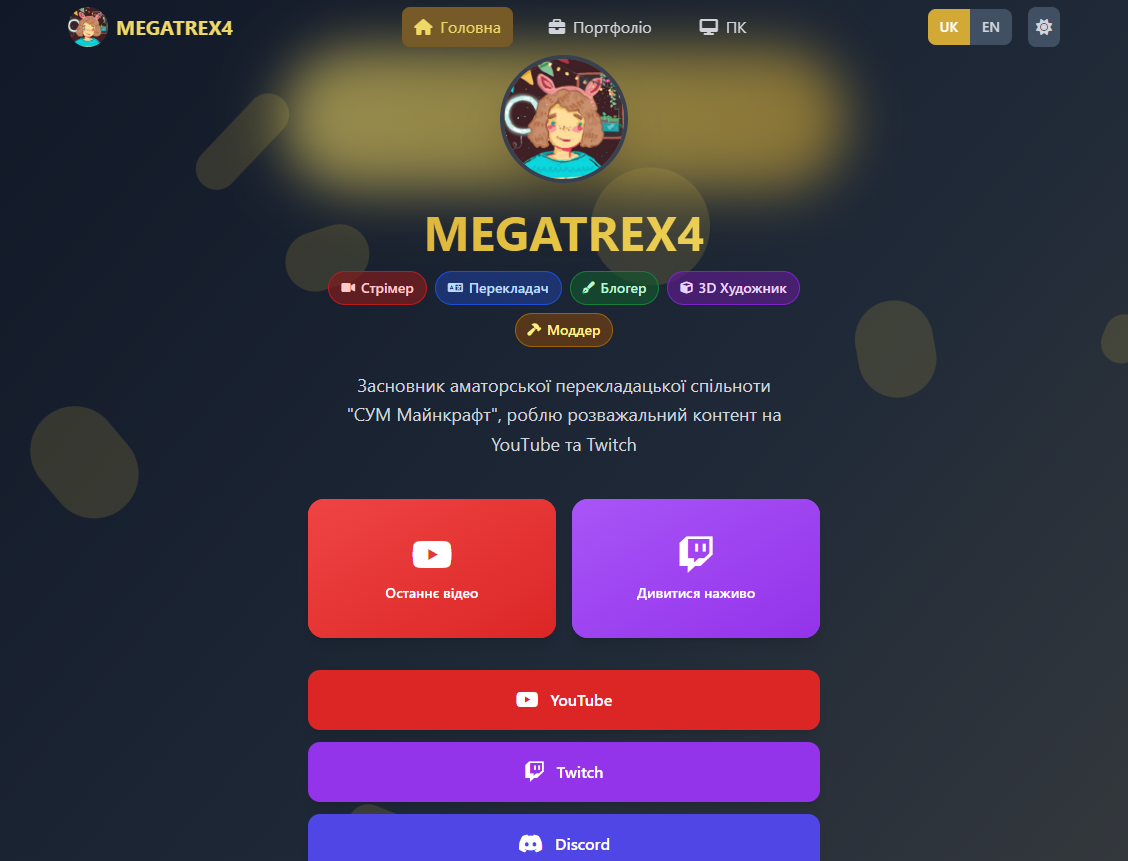 MEGATREX4
Головна
Портфоліо
ПК
UK
EN
MEGATREX4
Стрімер
Перекладач
Блогер
3D Художник
Моддер
Засновник аматорської перекладацької спільноти
"СУМ Майнкрафт", роблю розважальний контент на
YouTube та Twitch
Останнє відео
Дивитися наживо
YouTube
Twitch
Discord